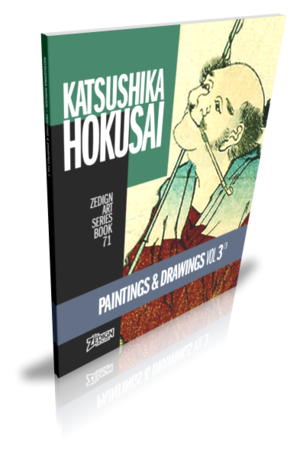 KATSUSHIKA
HOKUSAI
ZEDIGN
ART
SERIES
BOOK
71
PAINTINGS & DRAWINGS VOL 3
ZEDIGN